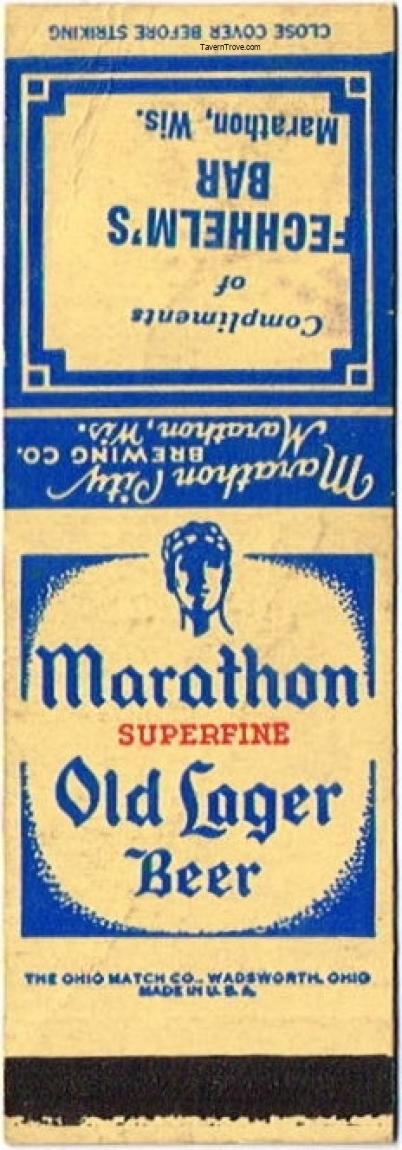 CLOSE COVER BEFORE STRIKING
TavernTrove.com
Compliments
of
FECHHELM'S
BAR
Marathon, Wis.
Marathon City
BREWING CO.
Marathon, Wis.
Marathon
SUPERFINE
Old Lager
Beer
THE OHIO MATCH CO., WADSWORTH, OHIO
MADE IN U. S. A.